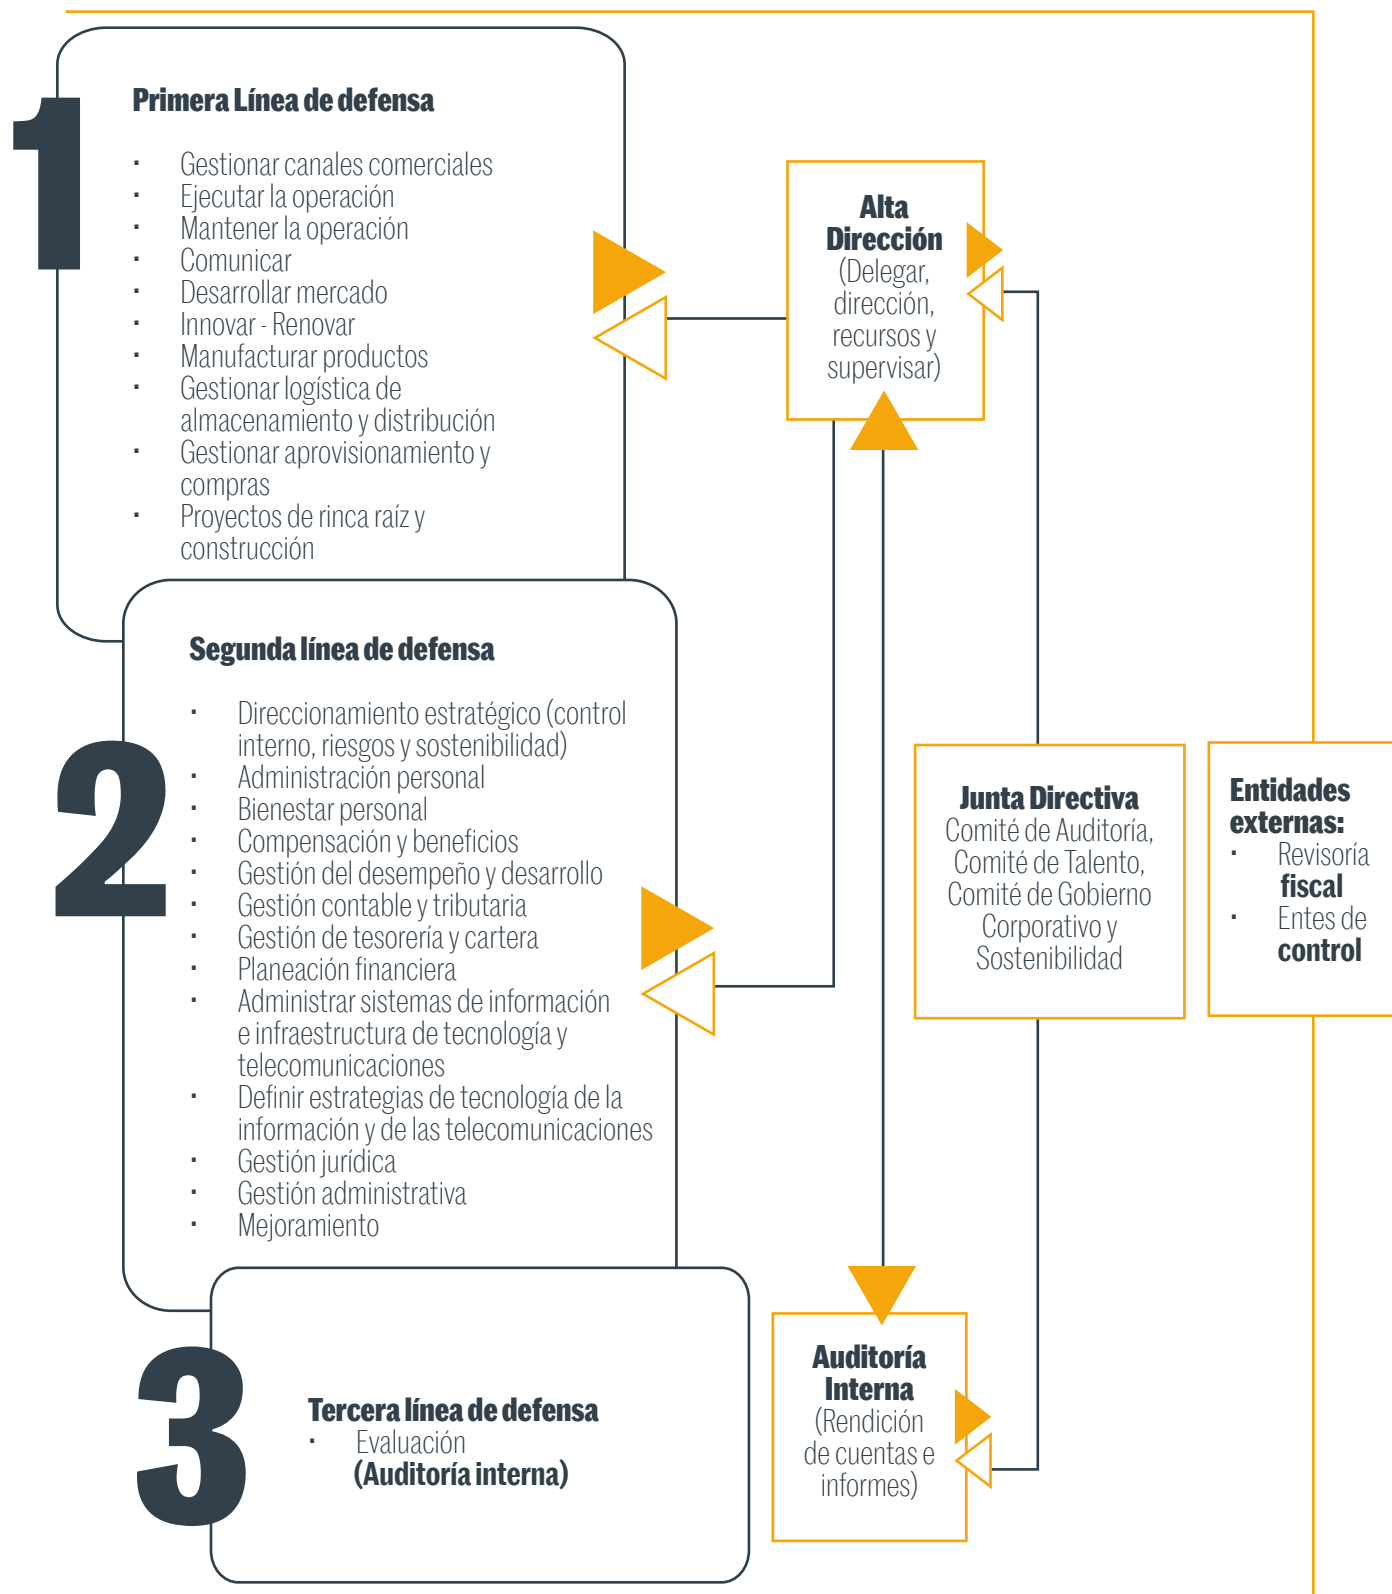 1
Primera Línea de defensa
· Gestionar canales comerciales
· Ejecutar la operación
· Mantener la operación
· Comunicar
· Desarrollar mercado
· Innovar - Renovar
· Manufacturar productos
· Gestionar logística de
almacenamiento y distribución
· Gestionar aprovisionamiento y
compras
· Proyectos de rinca raíz y
construcción
2
Segunda línea de defensa
· Direccionamiento estratégico (control
interno, riesgos y sostenibilidad)
· Administración personal
· Bienestar personal
· Compensación y beneficios
· Gestión del desempeño y desarrollo
· Gestión contable y tributaria
· Gestión de tesorería y cartera
· Planeación financiera
· Administrar sistemas de información
e infraestructura de tecnología y
telecomunicaciones
· Definir estrategias de tecnología de la
información y de las telecomunicaciones
· Gestión jurídica
· Gestión administrativa
· Mejoramiento
3
Tercera línea de defensa
· Evaluación
(Auditoría interna)
Alta
Dirección
(Delegar,
dirección,
recursos y
supervisar)
Junta Directiva
Comité de Auditoría,
Comité de Talento,
Comité de Gobierno
Corporativo y
Sostenibilidad
Entidades
externas:
· Revisoría
fiscal
· Entes de
control
Auditoría
Interna
(Rendición
de cuentas e
informes)